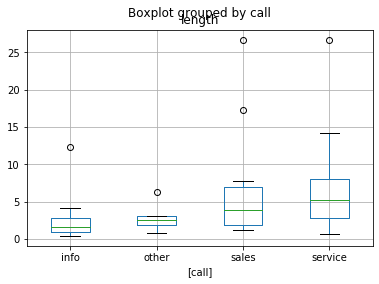 Boxplot grouped by call
length
25
20
15
10
5
0
info other sales service
[call]